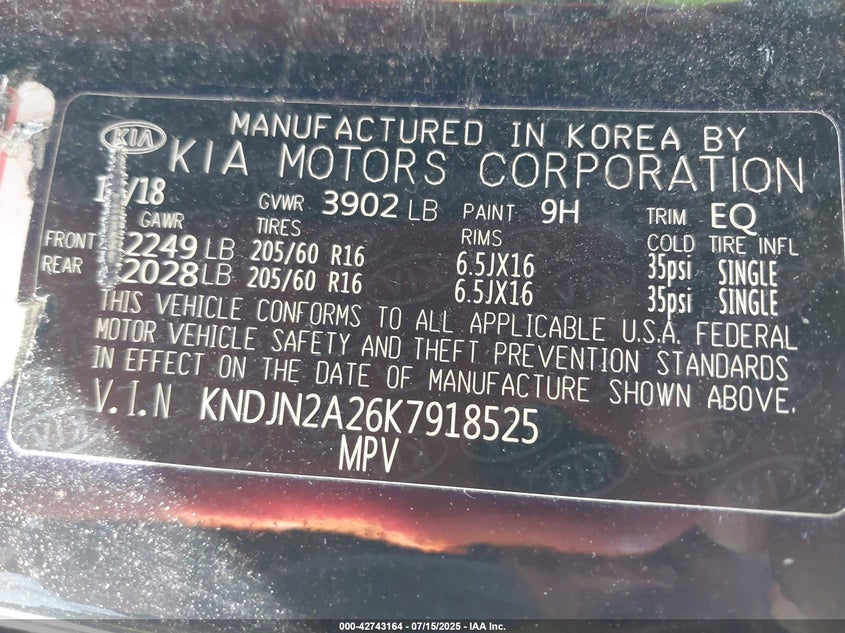 KIA
MANUFACTURED IN KOREA BY
KIA MOTORS CORPORATION
/18 GVWR 3902 LB PAINT 9H TRIM EQ
GAWR TIRES RIMS COLD TIRE INFL
FRONT 2249 LB 205/60 R16 6.5JX16 35psi SINGLE
REAR 2028 LB 205/60 R16 6.5JX16 35psi SINGLE
THIS VEHICLE CONFORMS TO ALL APPLICABLE U.S.A. FEDERAL
MOTOR VEHICLE SAFETY AND THEFT PREVENTION STANDARDS
IN EFFECT ON THE DATE OF MANUFACTURE SHOWN ABOVE.
V.I.N KNDJN2A26K7918525
MPV
000-42743164 - 07/15/2025 - IAA Inc.